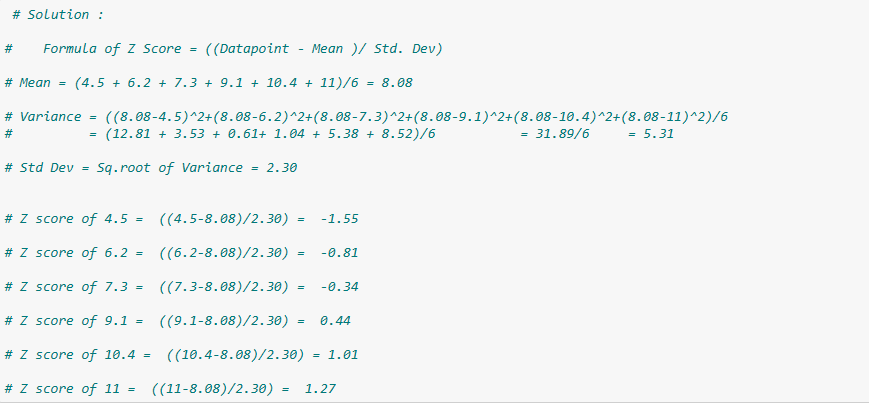 # Solution :
#    Formula of Z Score = ((Datapoint - Mean )/ Std. Dev)
# Mean = (4.5 + 6.2 + 7.3 + 9.1 + 10.4 + 11)/6 = 8.08
# Variance = ((8.08-4.5)^2+(8.08-6.2)^2+(8.08-7.3)^2+(8.08-9.1)^2+(8.08-10.4)^2+(8.08-11)^2)/6
#          = (12.81 + 3.53 + 0.61+ 1.04 + 5.38 + 8.52)/6           = 31.89/6     = 5.31
# Std Dev = Sq.root of Variance = 2.30
# Z score of 4.5 =  ((4.5-8.08)/2.30) =  -1.55
# Z score of 6.2 =  ((6.2-8.08)/2.30) =  -0.81
# Z score of 7.3 =  ((7.3-8.08)/2.30) =  -0.34
# Z score of 9.1 =  ((9.1-8.08)/2.30) =  0.44
# Z score of 10.4 =  ((10.4-8.08)/2.30) = 1.01
# Z score of 11 =  ((11-8.08)/2.30) =  1.27